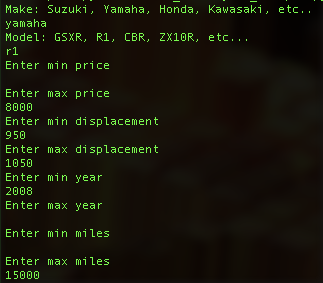 Make: Suzuki, Yamaha, Honda, Kawasaki, etc..
yamaha
Model: GSXR, R1, CBR, ZX10R, etc...
r1
Enter min price
Enter max price
8000
Enter min displacement
950
Enter max displacement
1050
Enter min year
2008
Enter max year
Enter min miles
Enter max miles
15000